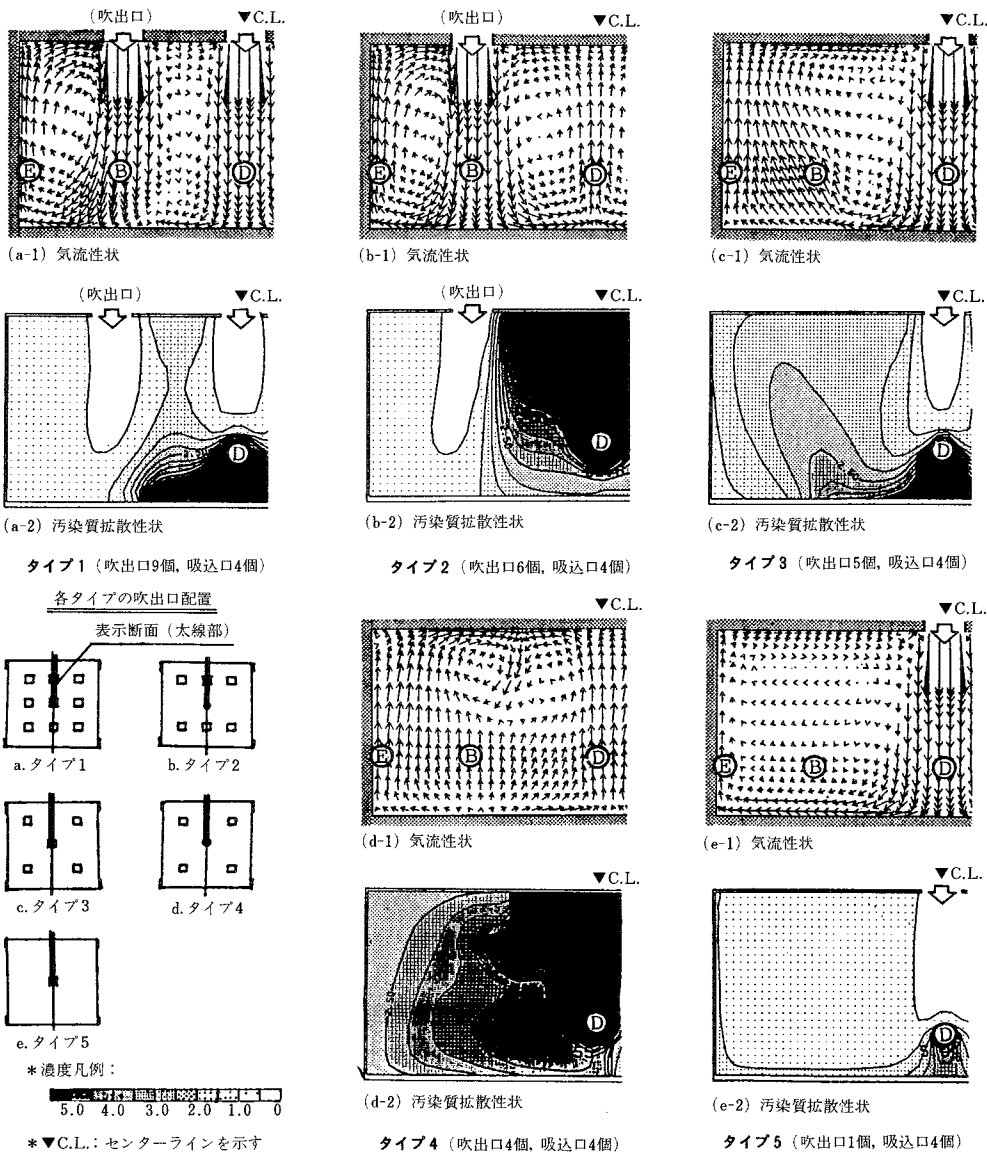 (吹出口) ▼C.L.
Ⓔ Ⓑ Ⓓ
(a-1) 気流性状
(吹出口) ▼C.L.
Ⓔ Ⓑ Ⓓ
(b-1) 気流性状
▼C.L.
Ⓔ Ⓑ Ⓓ
(c-1) 気流性状
(吹出口) ▼C.L.
Ⓓ
(a-2) 汚染質拡散性状
タイプ1 (吹出口9個, 吸込口4個)
(吹出口) ▼C.L.
Ⓓ
(b-2) 汚染質拡散性状
タイプ2 (吹出口6個, 吸込口4個)
▼C.L.
Ⓓ
(c-2) 汚染質拡散性状
タイプ3 (吹出口5個, 吸込口4個)
各タイプの吹出口配置
表示断面 (太線部)
a.タイプ1
b.タイプ2
c.タイプ3
d.タイプ4
e.タイプ5
*濃度凡例:
5.0 4.0 3.0 2.0 1.0 0
*▼C.L.:センターラインを示す
▼C.L.
Ⓔ Ⓑ Ⓓ
(d-1) 気流性状
▼C.L.
Ⓔ Ⓑ Ⓓ
(e-1) 気流性状
▼C.L.
Ⓓ
(d-2) 汚染質拡散性状
タイプ4 (吹出口4個, 吸込口4個)
▼C.L.
Ⓓ
(e-2) 汚染質拡散性状
タイプ5 (吹出口1個, 吸込口4個)